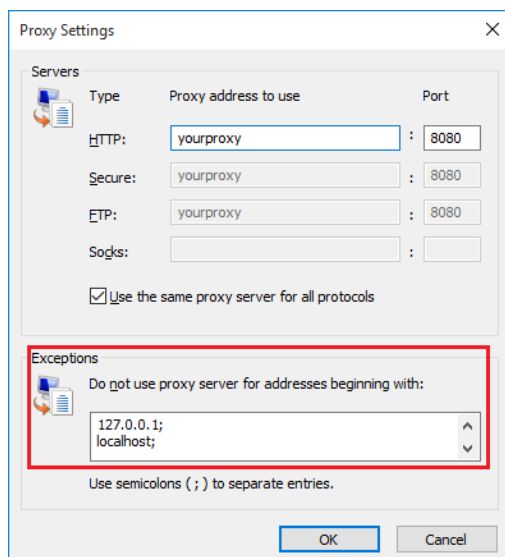 Proxy Settings
Servers
Type Proxy address to use Port
HTTP: yourproxy : 8080
Secure: yourproxy : 8080
FTP: yourproxy : 8080
Socks: :
Use the same proxy server for all protocols
Exceptions
Do not use proxy server for addresses beginning with:
127.0.0.1;
localhost;
Use semicolons ( ; ) to separate entries.
OK Cancel